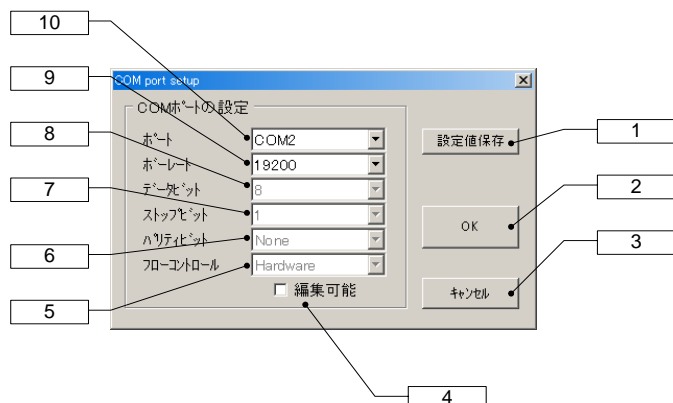 10
9
8
7
6
5
COM port setup
COMポートの設定
ポート
COM2
ボーレート
19200
データビット
8
ストップビット
1
パリティビット
None
フローコントロール
Hardware
編集可能
設定値保存
OK
キャンセル
1
2
3
4